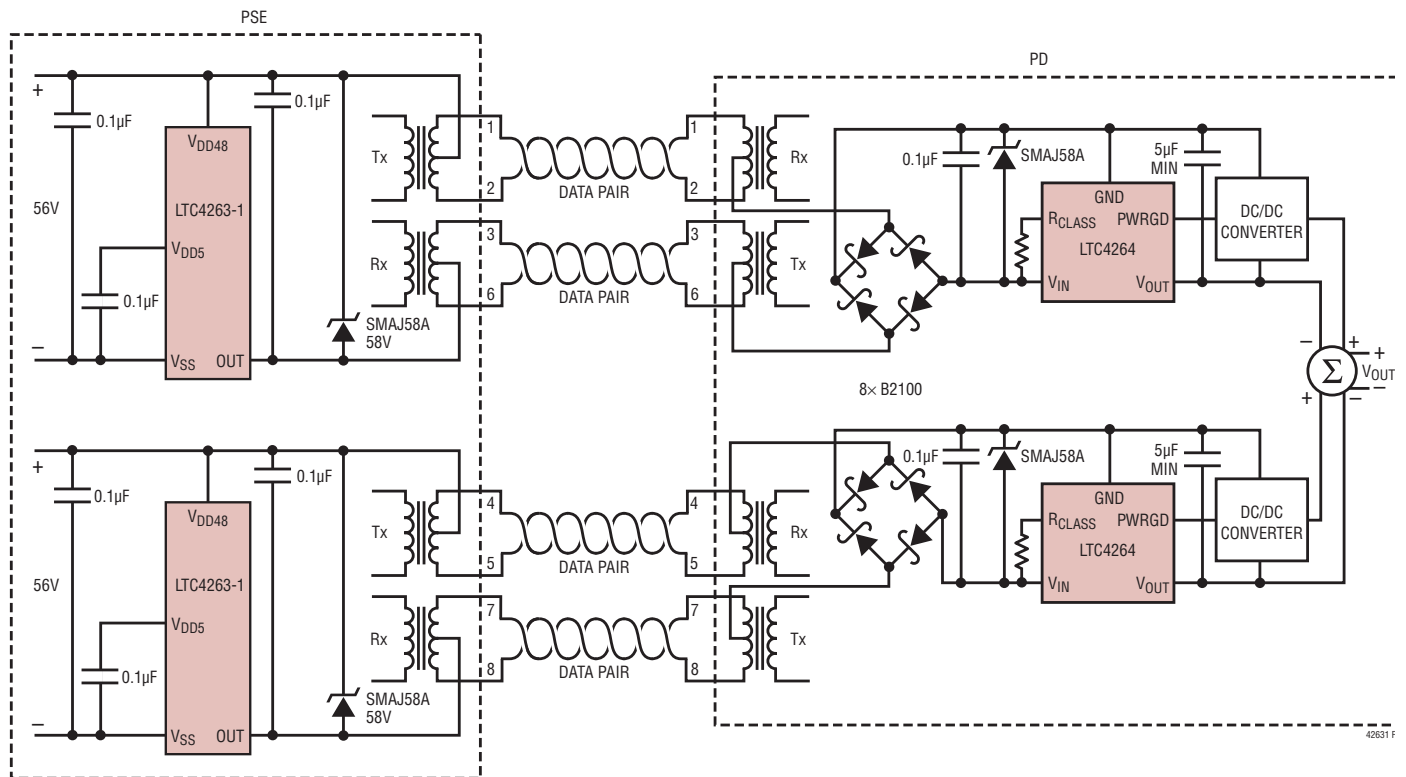 PSE
+
0.1µF
0.1µF
VDD48
56V
LTC4263-1
VDD5
0.1µF
–
VSS OUT
SMAJ58A
58V
Tx
Rx
1
2
3
6
DATA PAIR
DATA PAIR
1
2
3
6
Rx
Tx
PD
0.1µF
SMAJ58A
5µF
MIN
GND
RCLASS PWRGD
LTC4264
VIN VOUT
DC/DC
CONVERTER
– +
+
Σ VOUT
–
+ –
8× B2100
+
0.1µF
0.1µF
VDD48
56V
LTC4263-1
VDD5
0.1µF
–
VSS OUT
SMAJ58A
58V
Tx
Rx
4
5
7
8
DATA PAIR
DATA PAIR
4
5
7
8
Rx
Tx
0.1µF
SMAJ58A
5µF
MIN
GND
RCLASS PWRGD
LTC4264
VIN VOUT
DC/DC
CONVERTER
42631 F